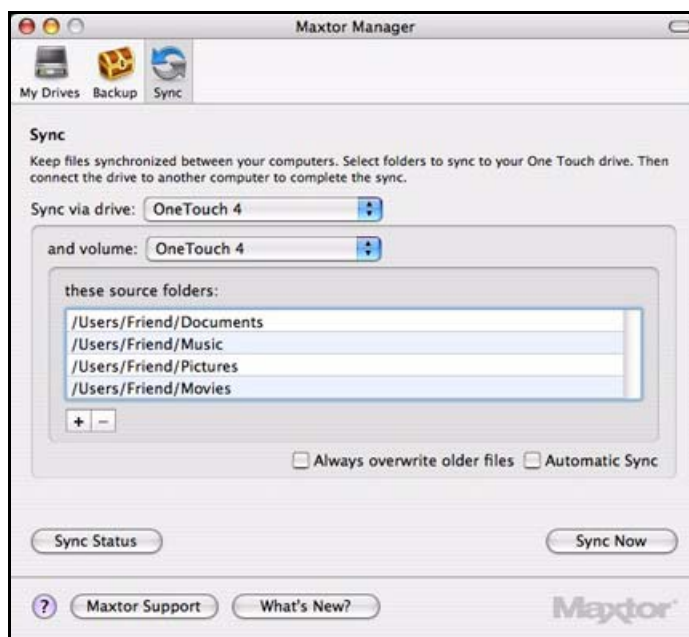 Maxtor Manager
My Drives Backup Sync
Sync
Keep files synchronized between your computers. Select folders to sync to your One Touch drive. Then
connect the drive to another computer to complete the sync.
Sync via drive: OneTouch 4
and volume: OneTouch 4
these source folders:
/Users/Friend/Documents
/Users/Friend/Music
/Users/Friend/Pictures
/Users/Friend/Movies
+ −
Always overwrite older files Automatic Sync
Sync Status Sync Now
? Maxtor Support What's New? Maxtor